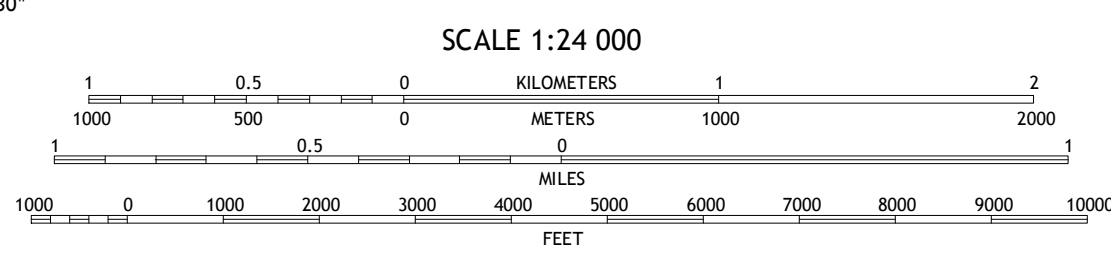 30"
SCALE 1:24 000
1 0.5 0 KILOMETERS 1 2
1000 500 0 METERS 1000 2000
1 0.5 0 1
MILES
1000 0 1000 2000 3000 4000 5000 6000 7000 8000 9000 10000
FEET